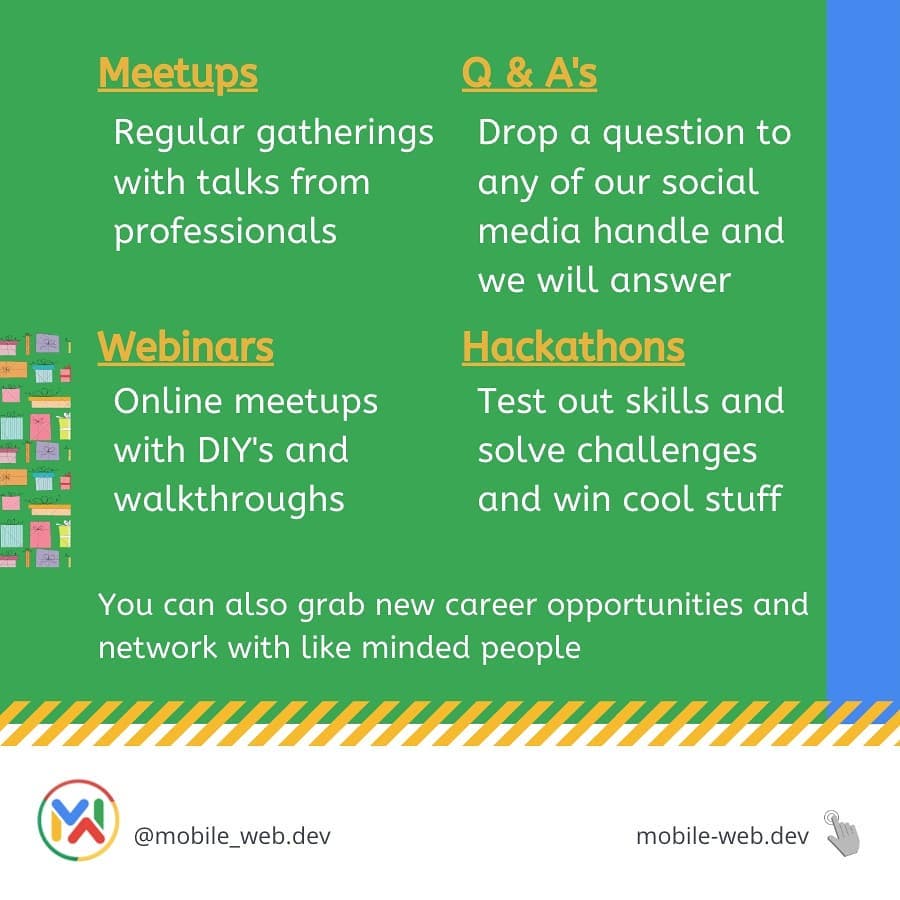 Meetups
Regular gatherings
with talks from
professionals
Q & A's
Drop a question to
any of our social
media handle and
we will answer
Webinars
Online meetups
with DIY's and
walkthroughs
Hackathons
Test out skills and
solve challenges
and win cool stuff
You can also grab new career opportunities and
network with like minded people
@mobile_web.dev
mobile-web.dev